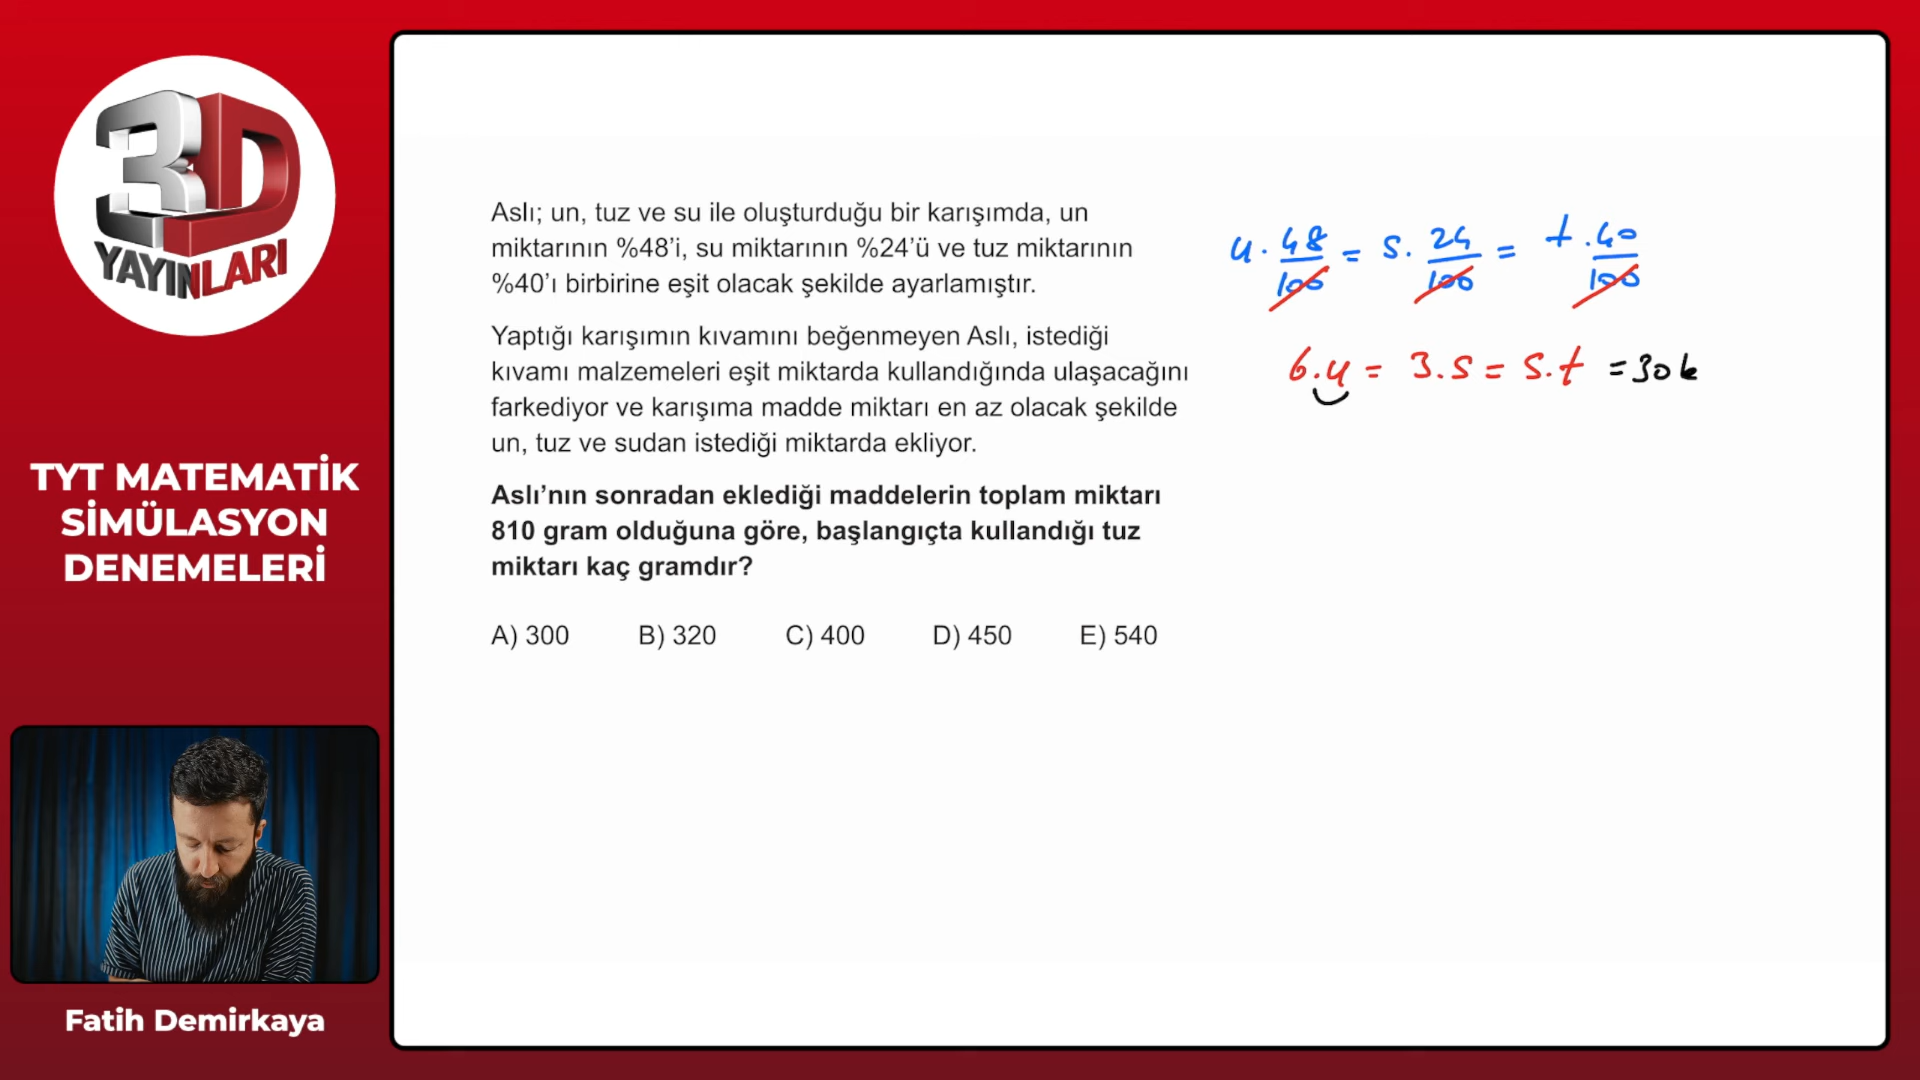 3D
YAYINLARI
TYT MATEMATİK
SİMÜLASYON
DENEMELERİ
Fatih Demirkaya
Aslı; un, tuz ve su ile oluşturduğu bir karışımda, un
miktarının %48'i, su miktarının %24'ü ve tuz miktarının
%40'ı birbirine eşit olacak şekilde ayarlamıştır.
Yaptığı karışımın kıvamını beğenmeyen Aslı, istediği
kıvamı malzemeleri eşit miktarda kullandığında ulaşacağını
farkediyor ve karışıma madde miktarı en az olacak şekilde
un, tuz ve sudan istediği miktarda ekliyor.
Aslı'nın sonradan eklediği maddelerin toplam miktarı
810 gram olduğuna göre, başlangıçta kullandığı tuz
miktarı kaç gramdır?
A) 300 B) 320 C) 400 D) 450 E) 540
u . 48/100 = s . 24/100 = t . 40/100
6.u = 3.s = 5.t = 30k